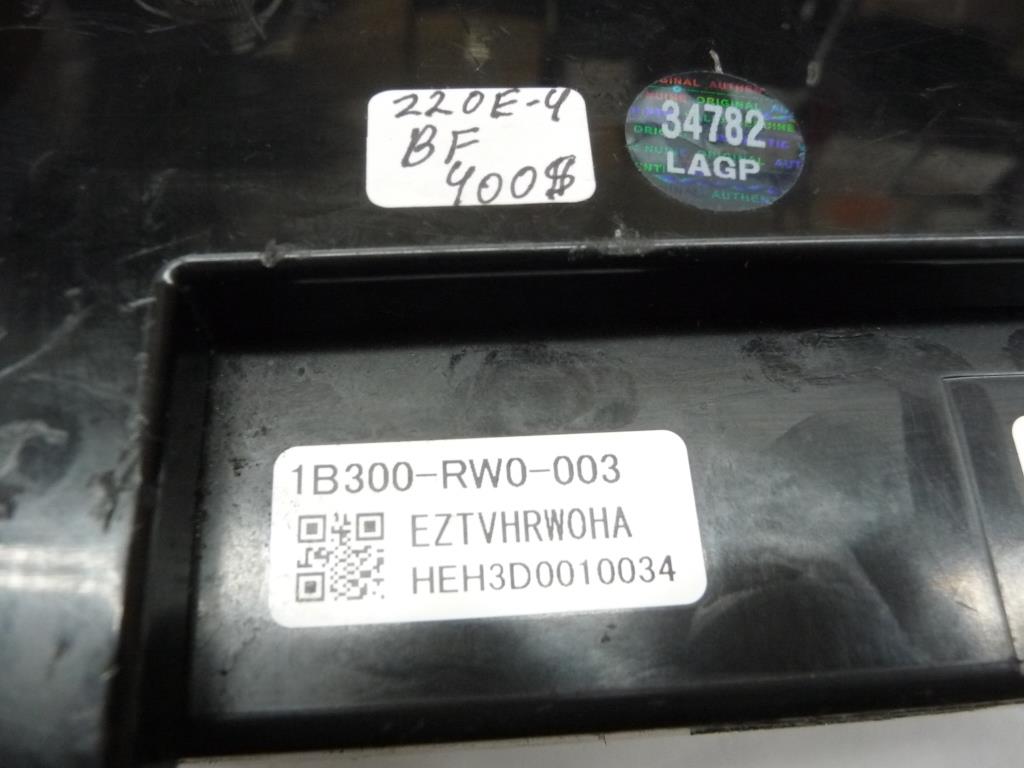 220E-4
BF
400$
34782
LAGP
1B300-RW0-003
EZTVHRW0HA
HEH3D0010034